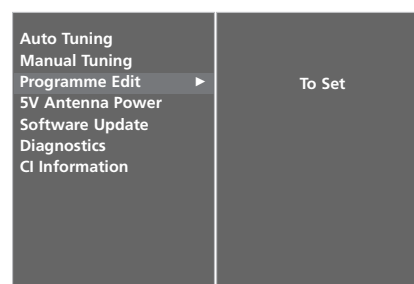 Auto Tuning
Manual Tuning
Programme Edit ►
To Set
5V Antenna Power
Software Update
Diagnostics
CI Information